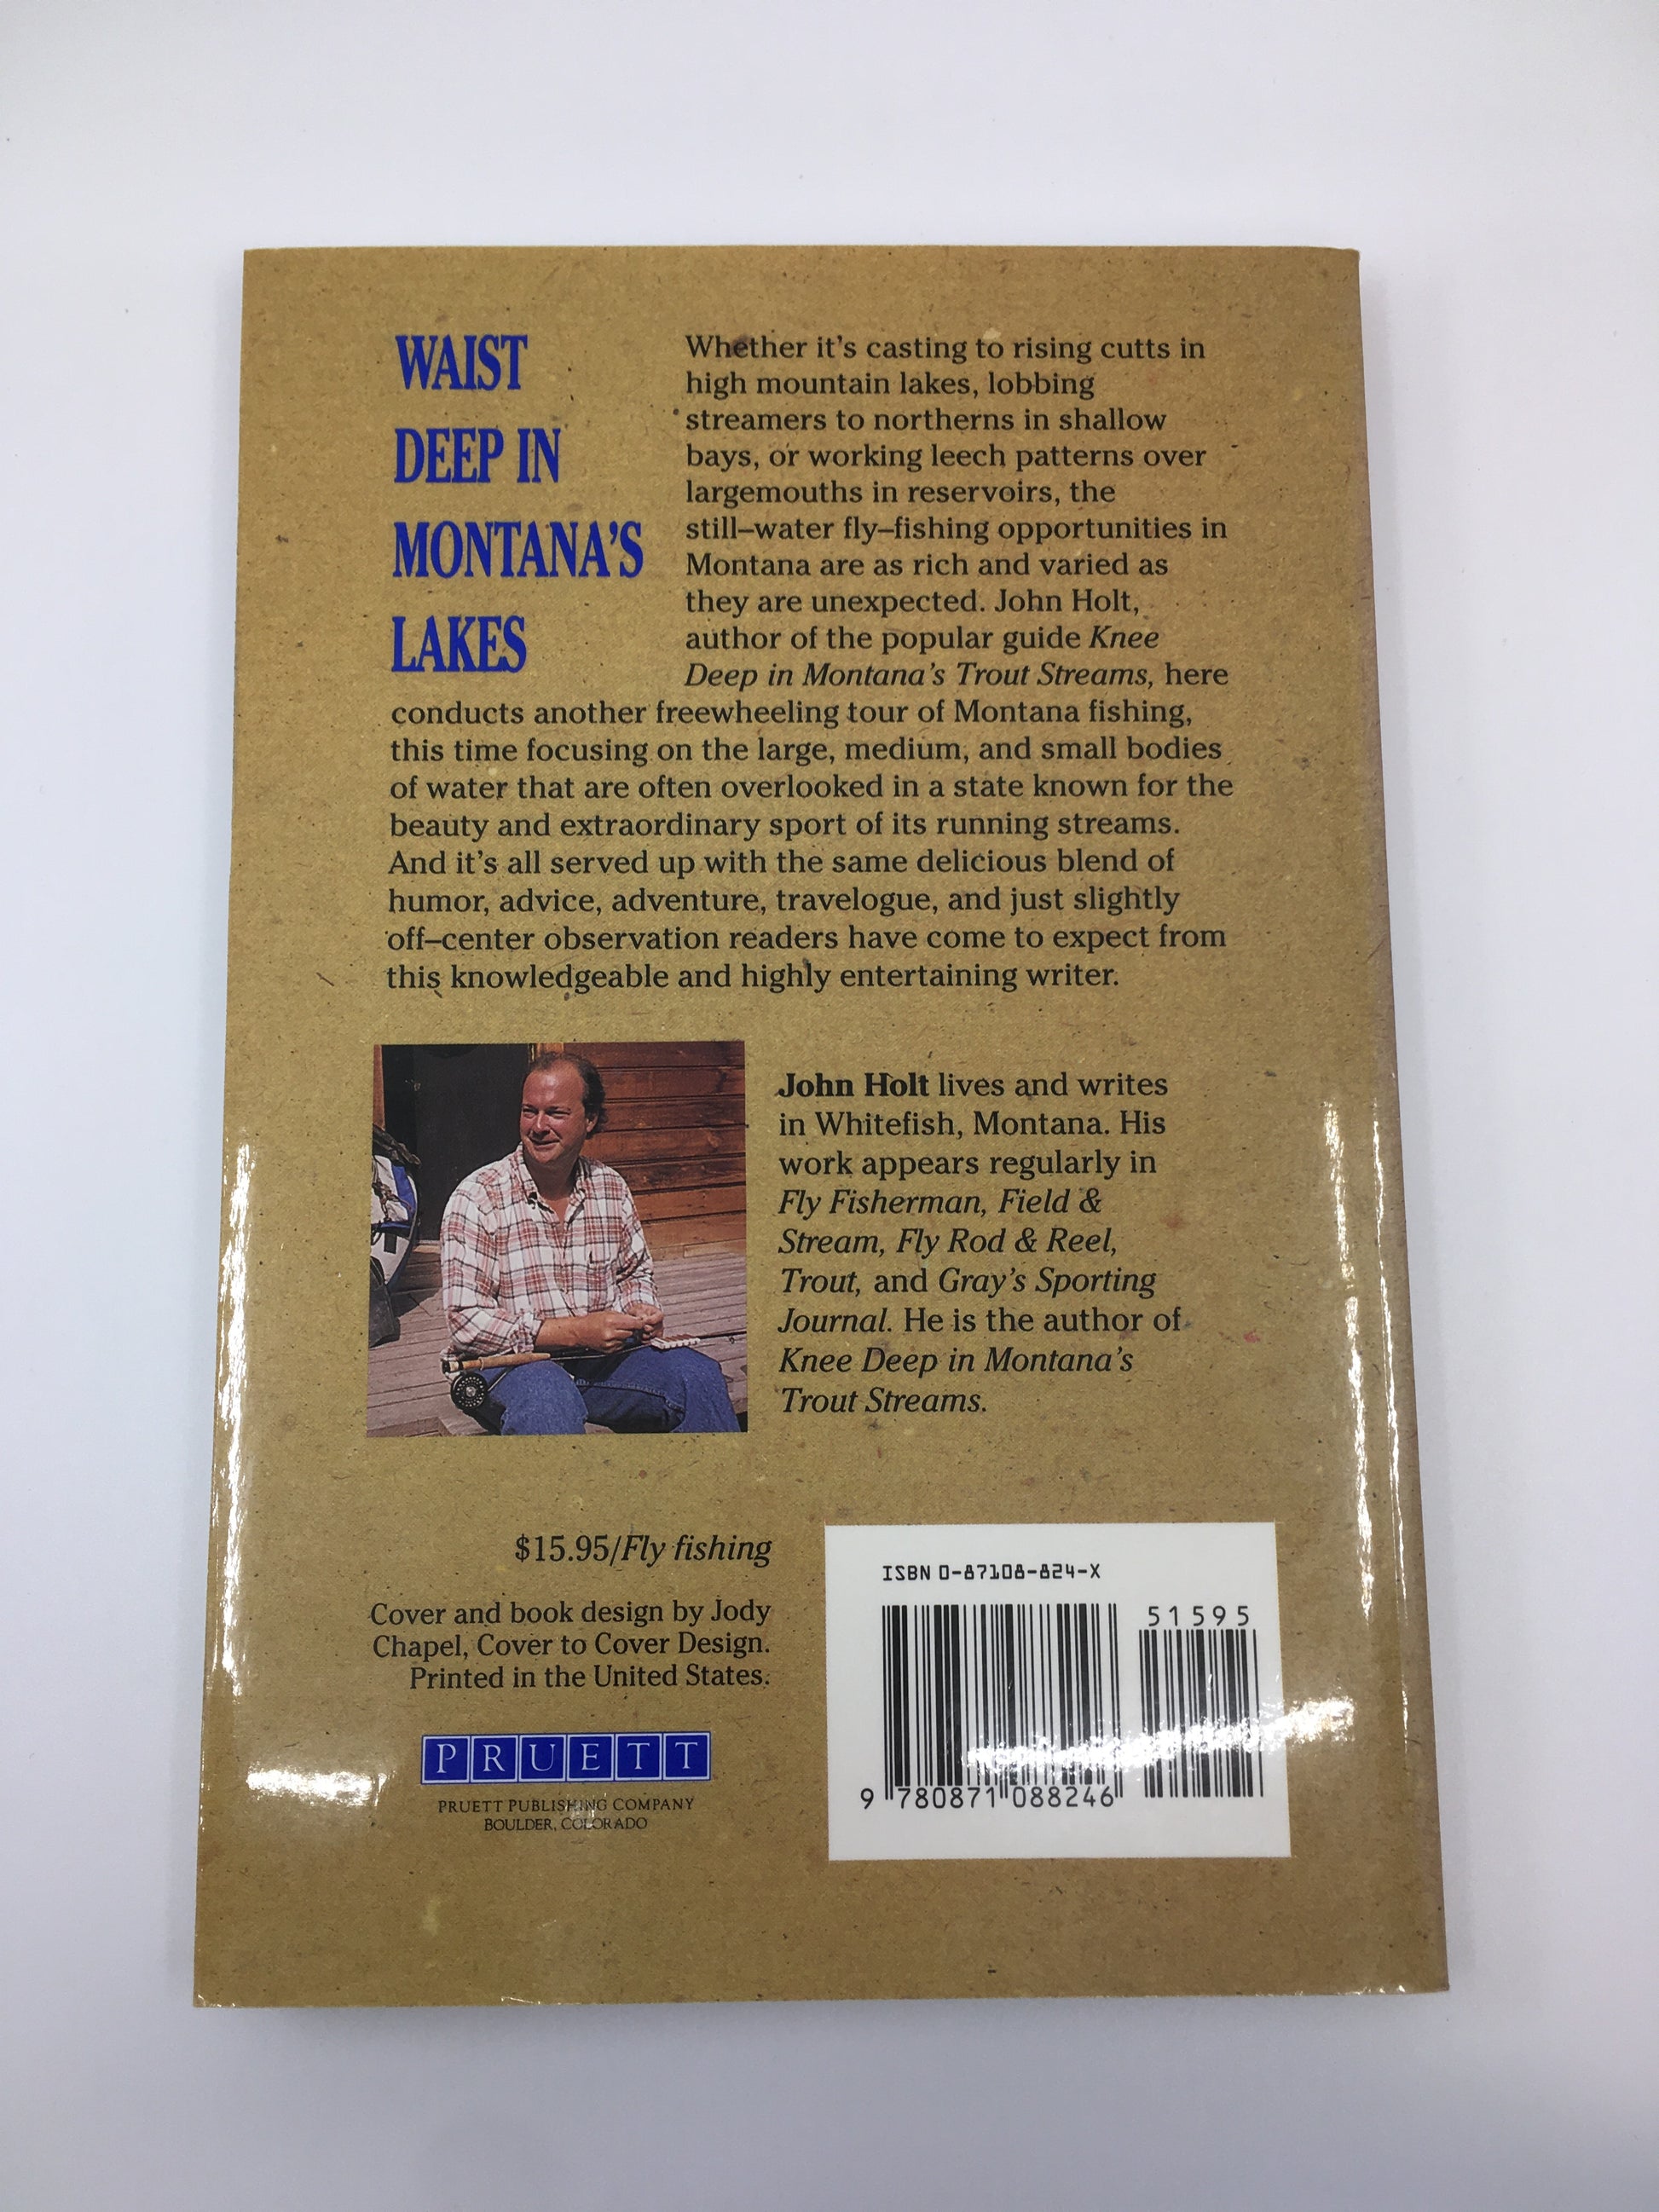 WAIST
DEEP IN
MONTANA'S
LAKES
Whether it's casting to rising cutts in
high mountain lakes, lobbing
streamers to northerns in shallow
bays, or working leech patterns over
largemouths in reservoirs, the
still–water fly–fishing opportunities in
Montana are as rich and varied as
they are unexpected. John Holt,
author of the popular guide Knee
Deep in Montana's Trout Streams, here
conducts another freewheeling tour of Montana fishing,
this time focusing on the large, medium, and small bodies
of water that are often overlooked in a state known for the
beauty and extraordinary sport of its running streams.
And it's all served up with the same delicious blend of
humor, advice, adventure, travelogue, and just slightly
off–center observation readers have come to expect from
this knowledgeable and highly entertaining writer.
John Holt lives and writes
in Whitefish, Montana. His
work appears regularly in
Fly Fisherman, Field &
Stream, Fly Rod & Reel,
Trout, and Gray's Sporting
Journal. He is the author of
Knee Deep in Montana's
Trout Streams.
$15.95/Fly fishing
Cover and book design by Jody
Chapel, Cover to Cover Design.
Printed in the United States.
PRUETT
PRUETT PUBLISHING COMPANY
BOULDER, COLORADO
ISBN 0-87108-824-X
51595
9 780871 088246